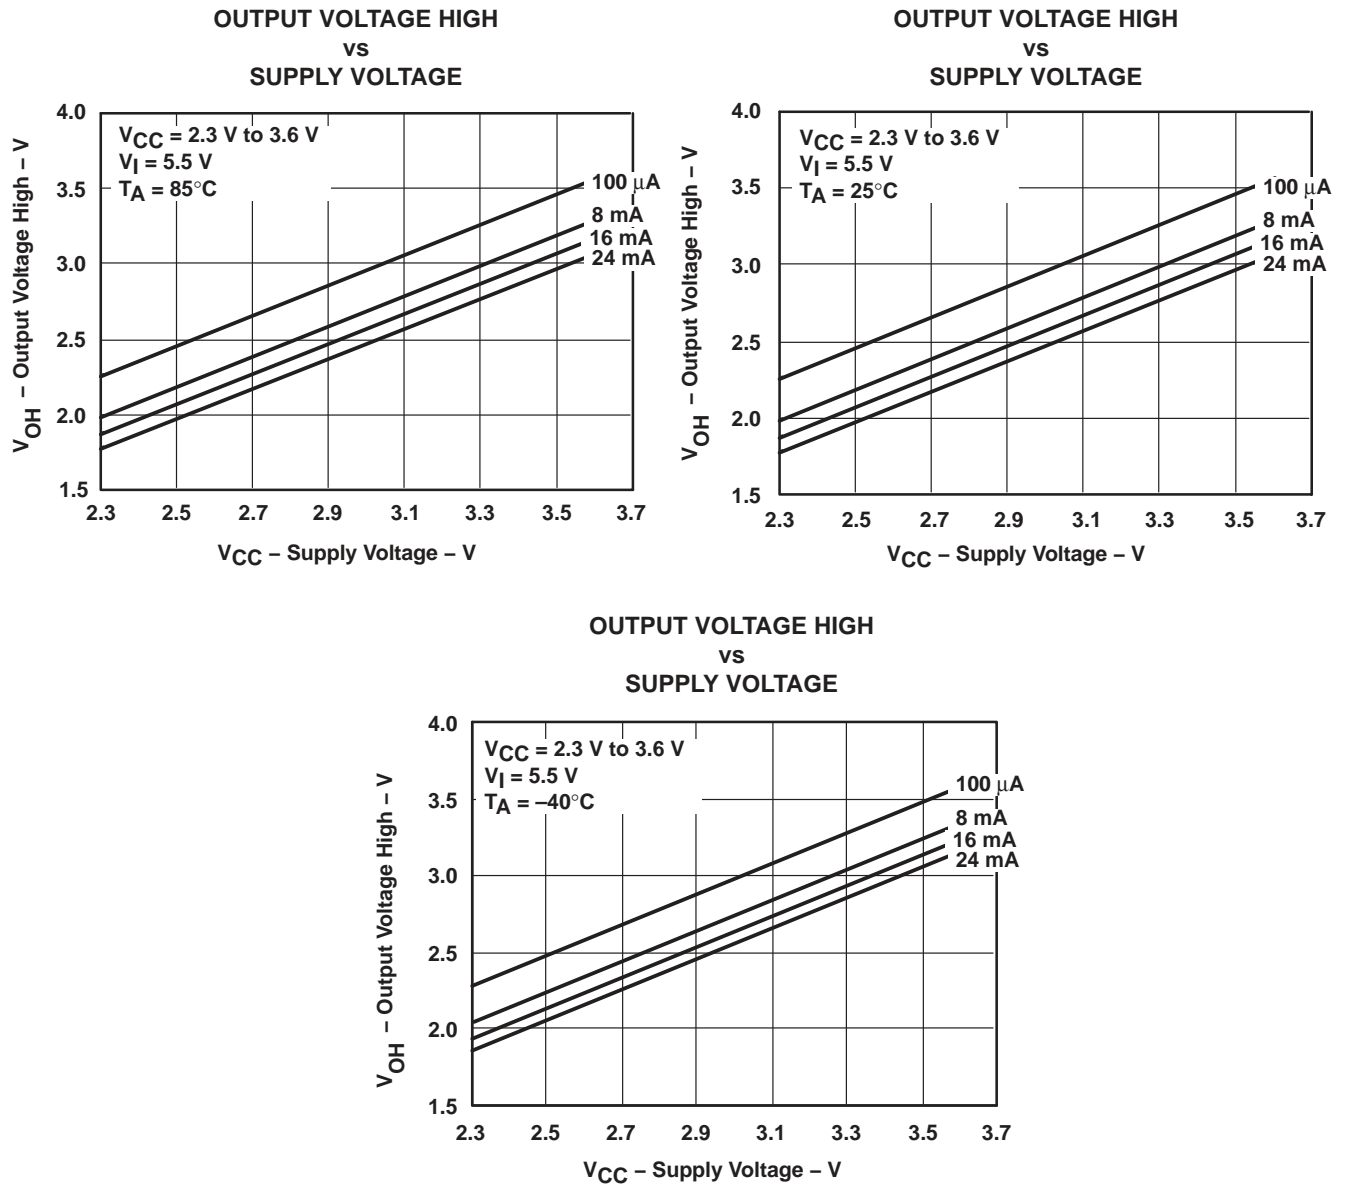 OUTPUT VOLTAGE HIGH
vs
SUPPLY VOLTAGE
VOH – Output Voltage High – V
4.0
3.5
3.0
2.5
2.0
1.5
VCC = 2.3 V to 3.6 V
VI = 5.5 V
TA = 85°C
100 μA
8 mA
16 mA
24 mA
2.3 2.5 2.7 2.9 3.1 3.3 3.5 3.7
VCC – Supply Voltage – V
OUTPUT VOLTAGE HIGH
vs
SUPPLY VOLTAGE
VOH – Output Voltage High – V
4.0
3.5
3.0
2.5
2.0
1.5
VCC = 2.3 V to 3.6 V
VI = 5.5 V
TA = 25°C
100 μA
8 mA
16 mA
24 mA
2.3 2.5 2.7 2.9 3.1 3.3 3.5 3.7
VCC – Supply Voltage – V
OUTPUT VOLTAGE HIGH
vs
SUPPLY VOLTAGE
VOH – Output Voltage High – V
4.0
3.5
3.0
2.5
2.0
1.5
VCC = 2.3 V to 3.6 V
VI = 5.5 V
TA = –40°C
100 μA
8 mA
16 mA
24 mA
2.3 2.5 2.7 2.9 3.1 3.3 3.5 3.7
VCC – Supply Voltage – V